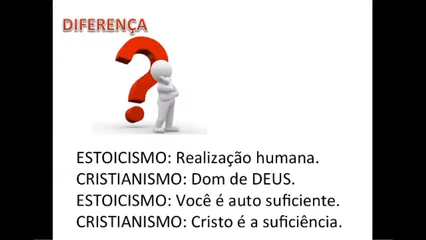 DIFERENÇA
ESTOICISMO: Realização humana.
CRISTIANISMO: Dom de DEUS.
ESTOICISMO: Você é auto suficiente.
CRISTIANISMO: Cristo é a suficiência.